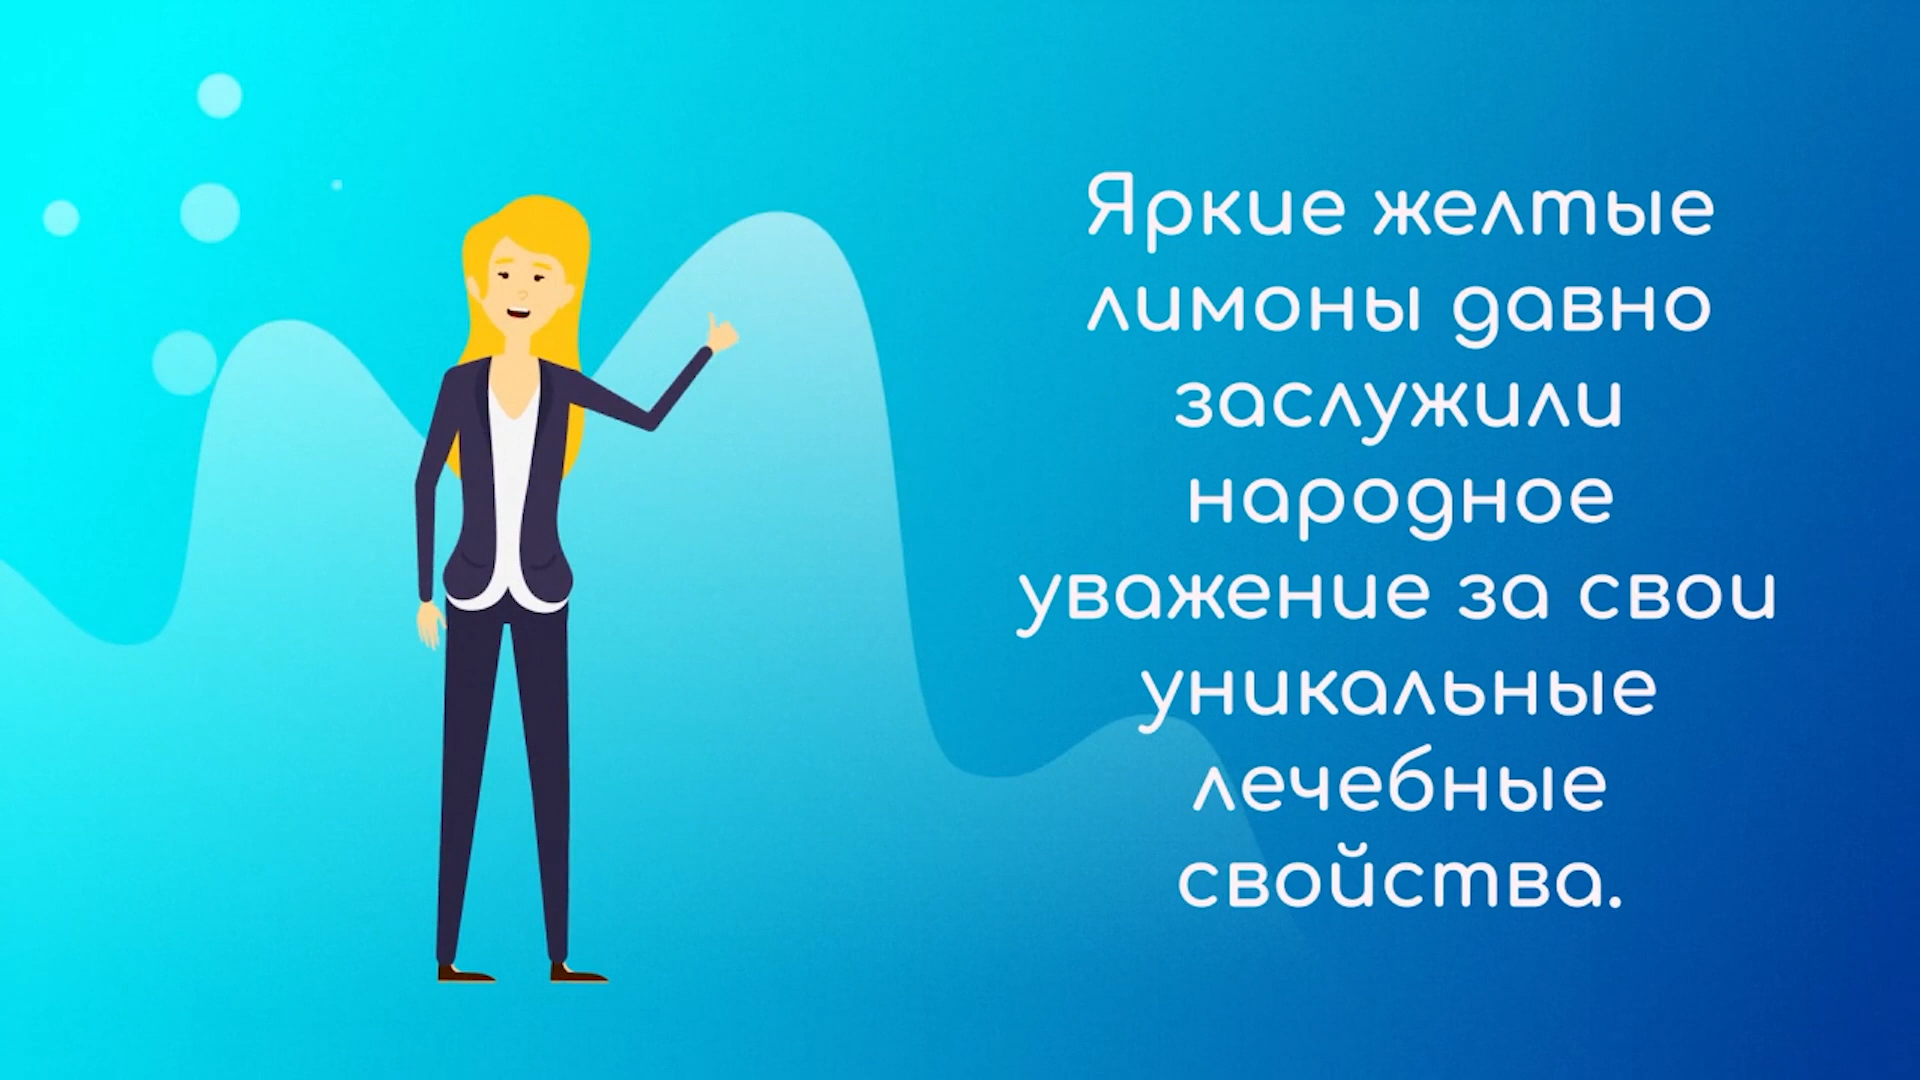 Яркие желтые
лимоны давно
заслужили
народное
уважение за свои
уникальные
лечебные
свойства.